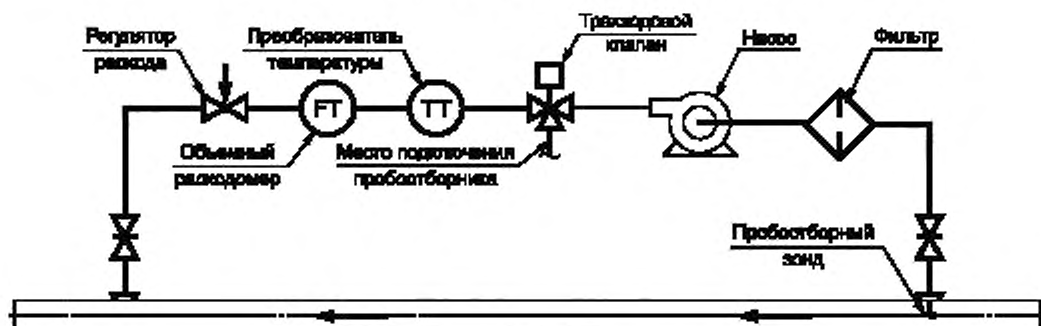 Регулятор
расхода
Преобразователь
температуры
Трехходовой
клапан
Насос
Фильтр
FT
TT
Объемный
расходомер
Место подключения
пробоотборника
Пробоотборный
зонд